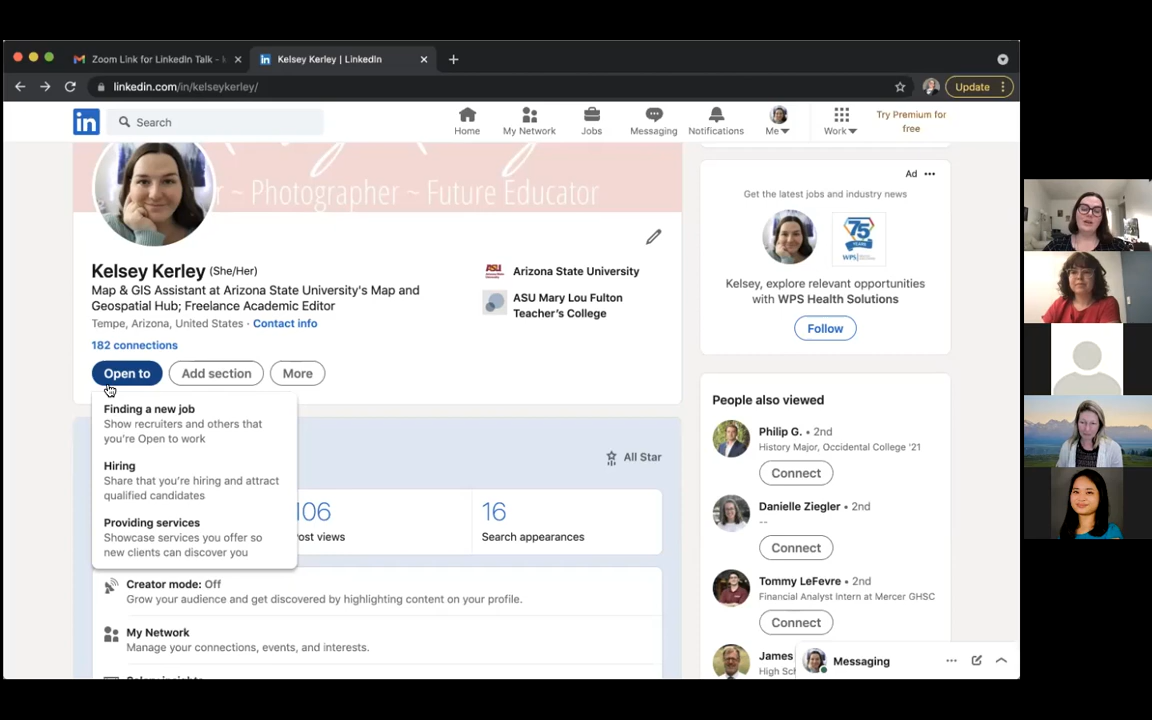 Zoom Link for LinkedIn Talk -
Kelsey Kerley | LinkedIn
linkedin.com/in/kelseykerley/
Update
in
Search
Home
My Network
Jobs
Messaging
Notifications
Me
Work
Try Premium for
free
~ Photographer ~ Future Educator
Kelsey Kerley (She/Her)
Map & GIS Assistant at Arizona State University's Map and
Geospatial Hub; Freelance Academic Editor
Tempe, Arizona, United States · Contact info
182 connections
Open to
Add section
More
ASU
Arizona State University
ASU Mary Lou Fulton
Teacher's College
Finding a new job
Show recruiters and others that
you're Open to work
Hiring
Share that you're hiring and attract
qualified candidates
Providing services
Showcase services you offer so
new clients can discover you
All Star
106
ost views
16
Search appearances
Creator mode: Off
Grow your audience and get discovered by highlighting content on your profile.
My Network
Manage your connections, events, and interests.
Ad
Get the latest jobs and industry news
75
YEARS
WPS
Kelsey, explore relevant opportunities
with WPS Health Solutions
Follow
People also viewed
Philip G. • 2nd
History Major, Occidental College '21
Connect
Danielle Ziegler • 2nd
--
Connect
Tommy LeFevre • 2nd
Financial Analyst Intern at Mercer GHSC
Connect
James
High Sch
Messaging